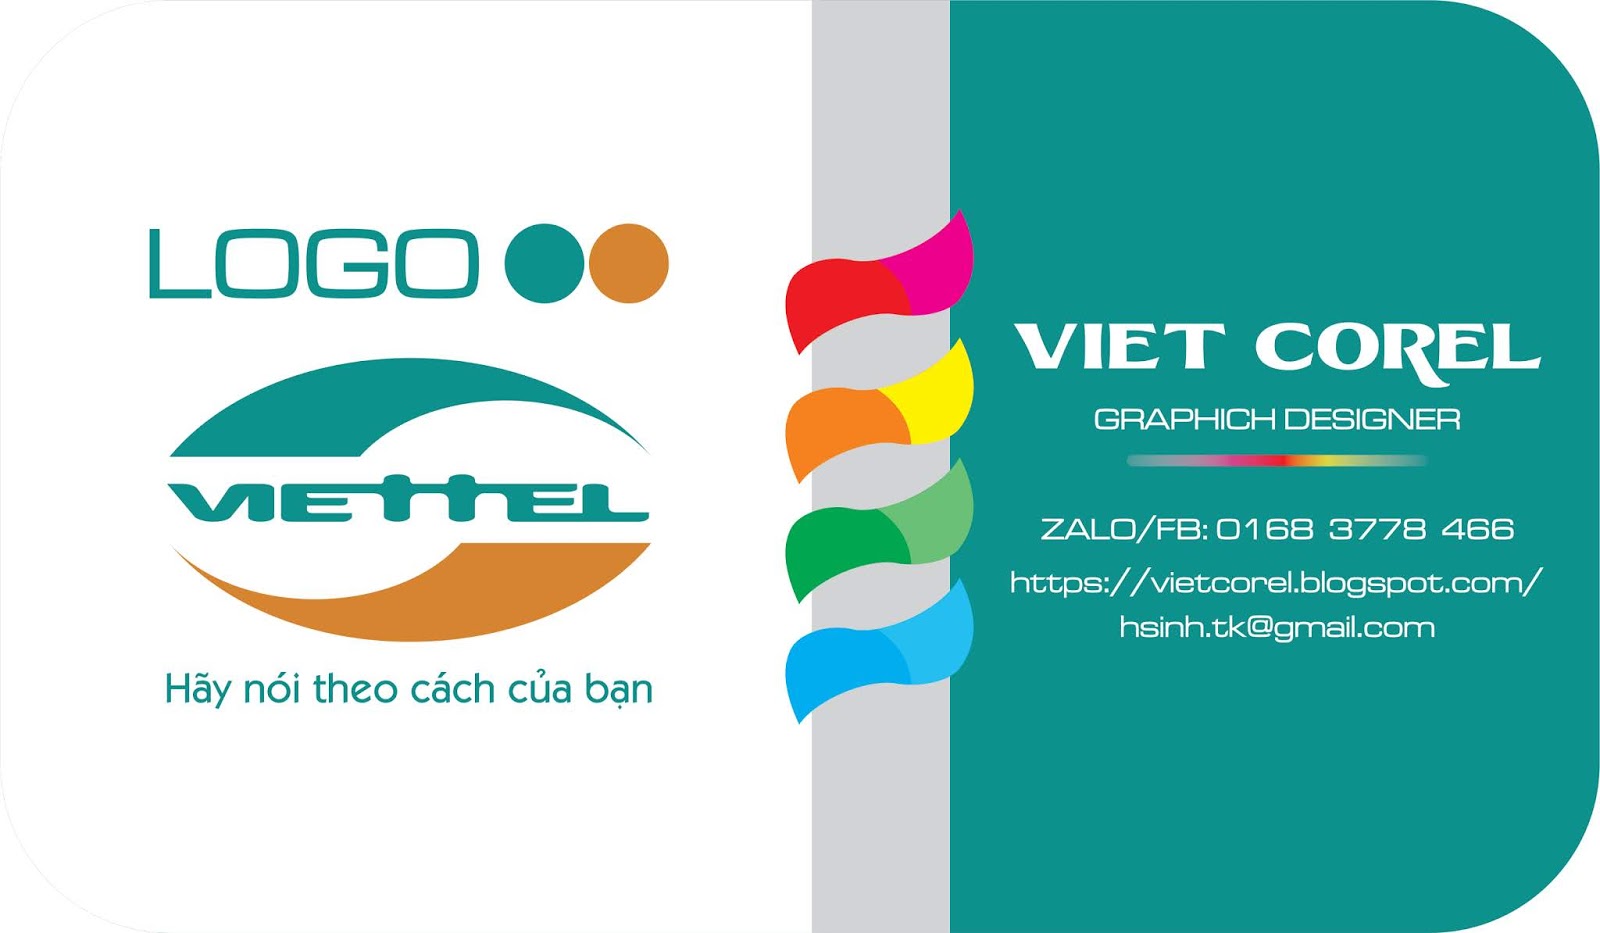 LOGO
VIETTEL
Hãy nói theo cách của bạn
VIET COREL
GRAPHICH DESIGNER
ZALO/FB: 0168 3778 466
https://vietcorel.blogspot.com/
hsinh.tk@gmail.com